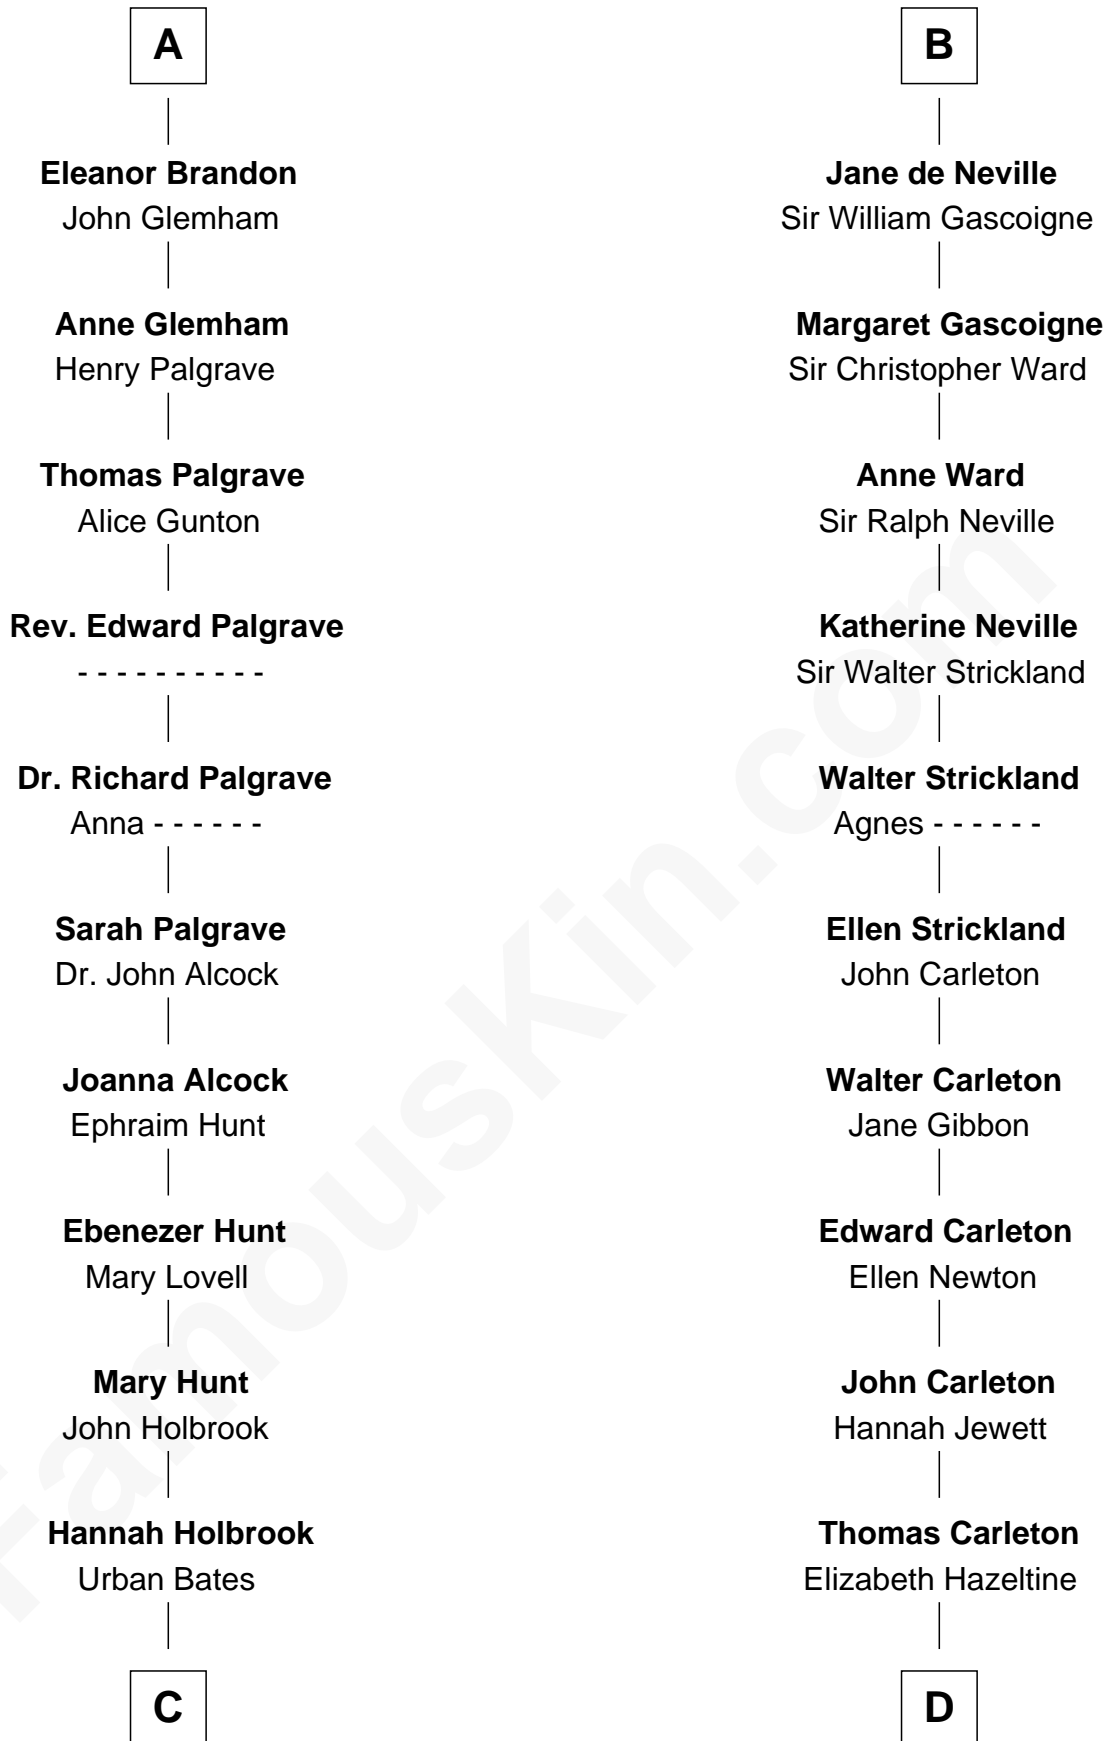 A
Eleanor Brandon
John Glemham
Anne Glemham
Henry Palgrave
Thomas Palgrave
Alice Gunton
Rev. Edward Palgrave
- - - - - - - - - -
Dr. Richard Palgrave
Anna - - - - - -
Sarah Palgrave
Dr. John Alcock
Joanna Alcock
Ephraim Hunt
Ebenezer Hunt
Mary Lovell
Mary Hunt
John Holbrook
Hannah Holbrook
Urban Bates
C
B
Jane de Neville
Sir William Gascoigne
Margaret Gascoigne
Sir Christopher Ward
Anne Ward
Sir Ralph Neville
Katherine Neville
Sir Walter Strickland
Walter Strickland
Agnes - - - - - -
Ellen Strickland
John Carleton
Walter Carleton
Jane Gibbon
Edward Carleton
Ellen Newton
John Carleton
Hannah Jewett
Thomas Carleton
Elizabeth Hazeltine
D
FamousKin.com